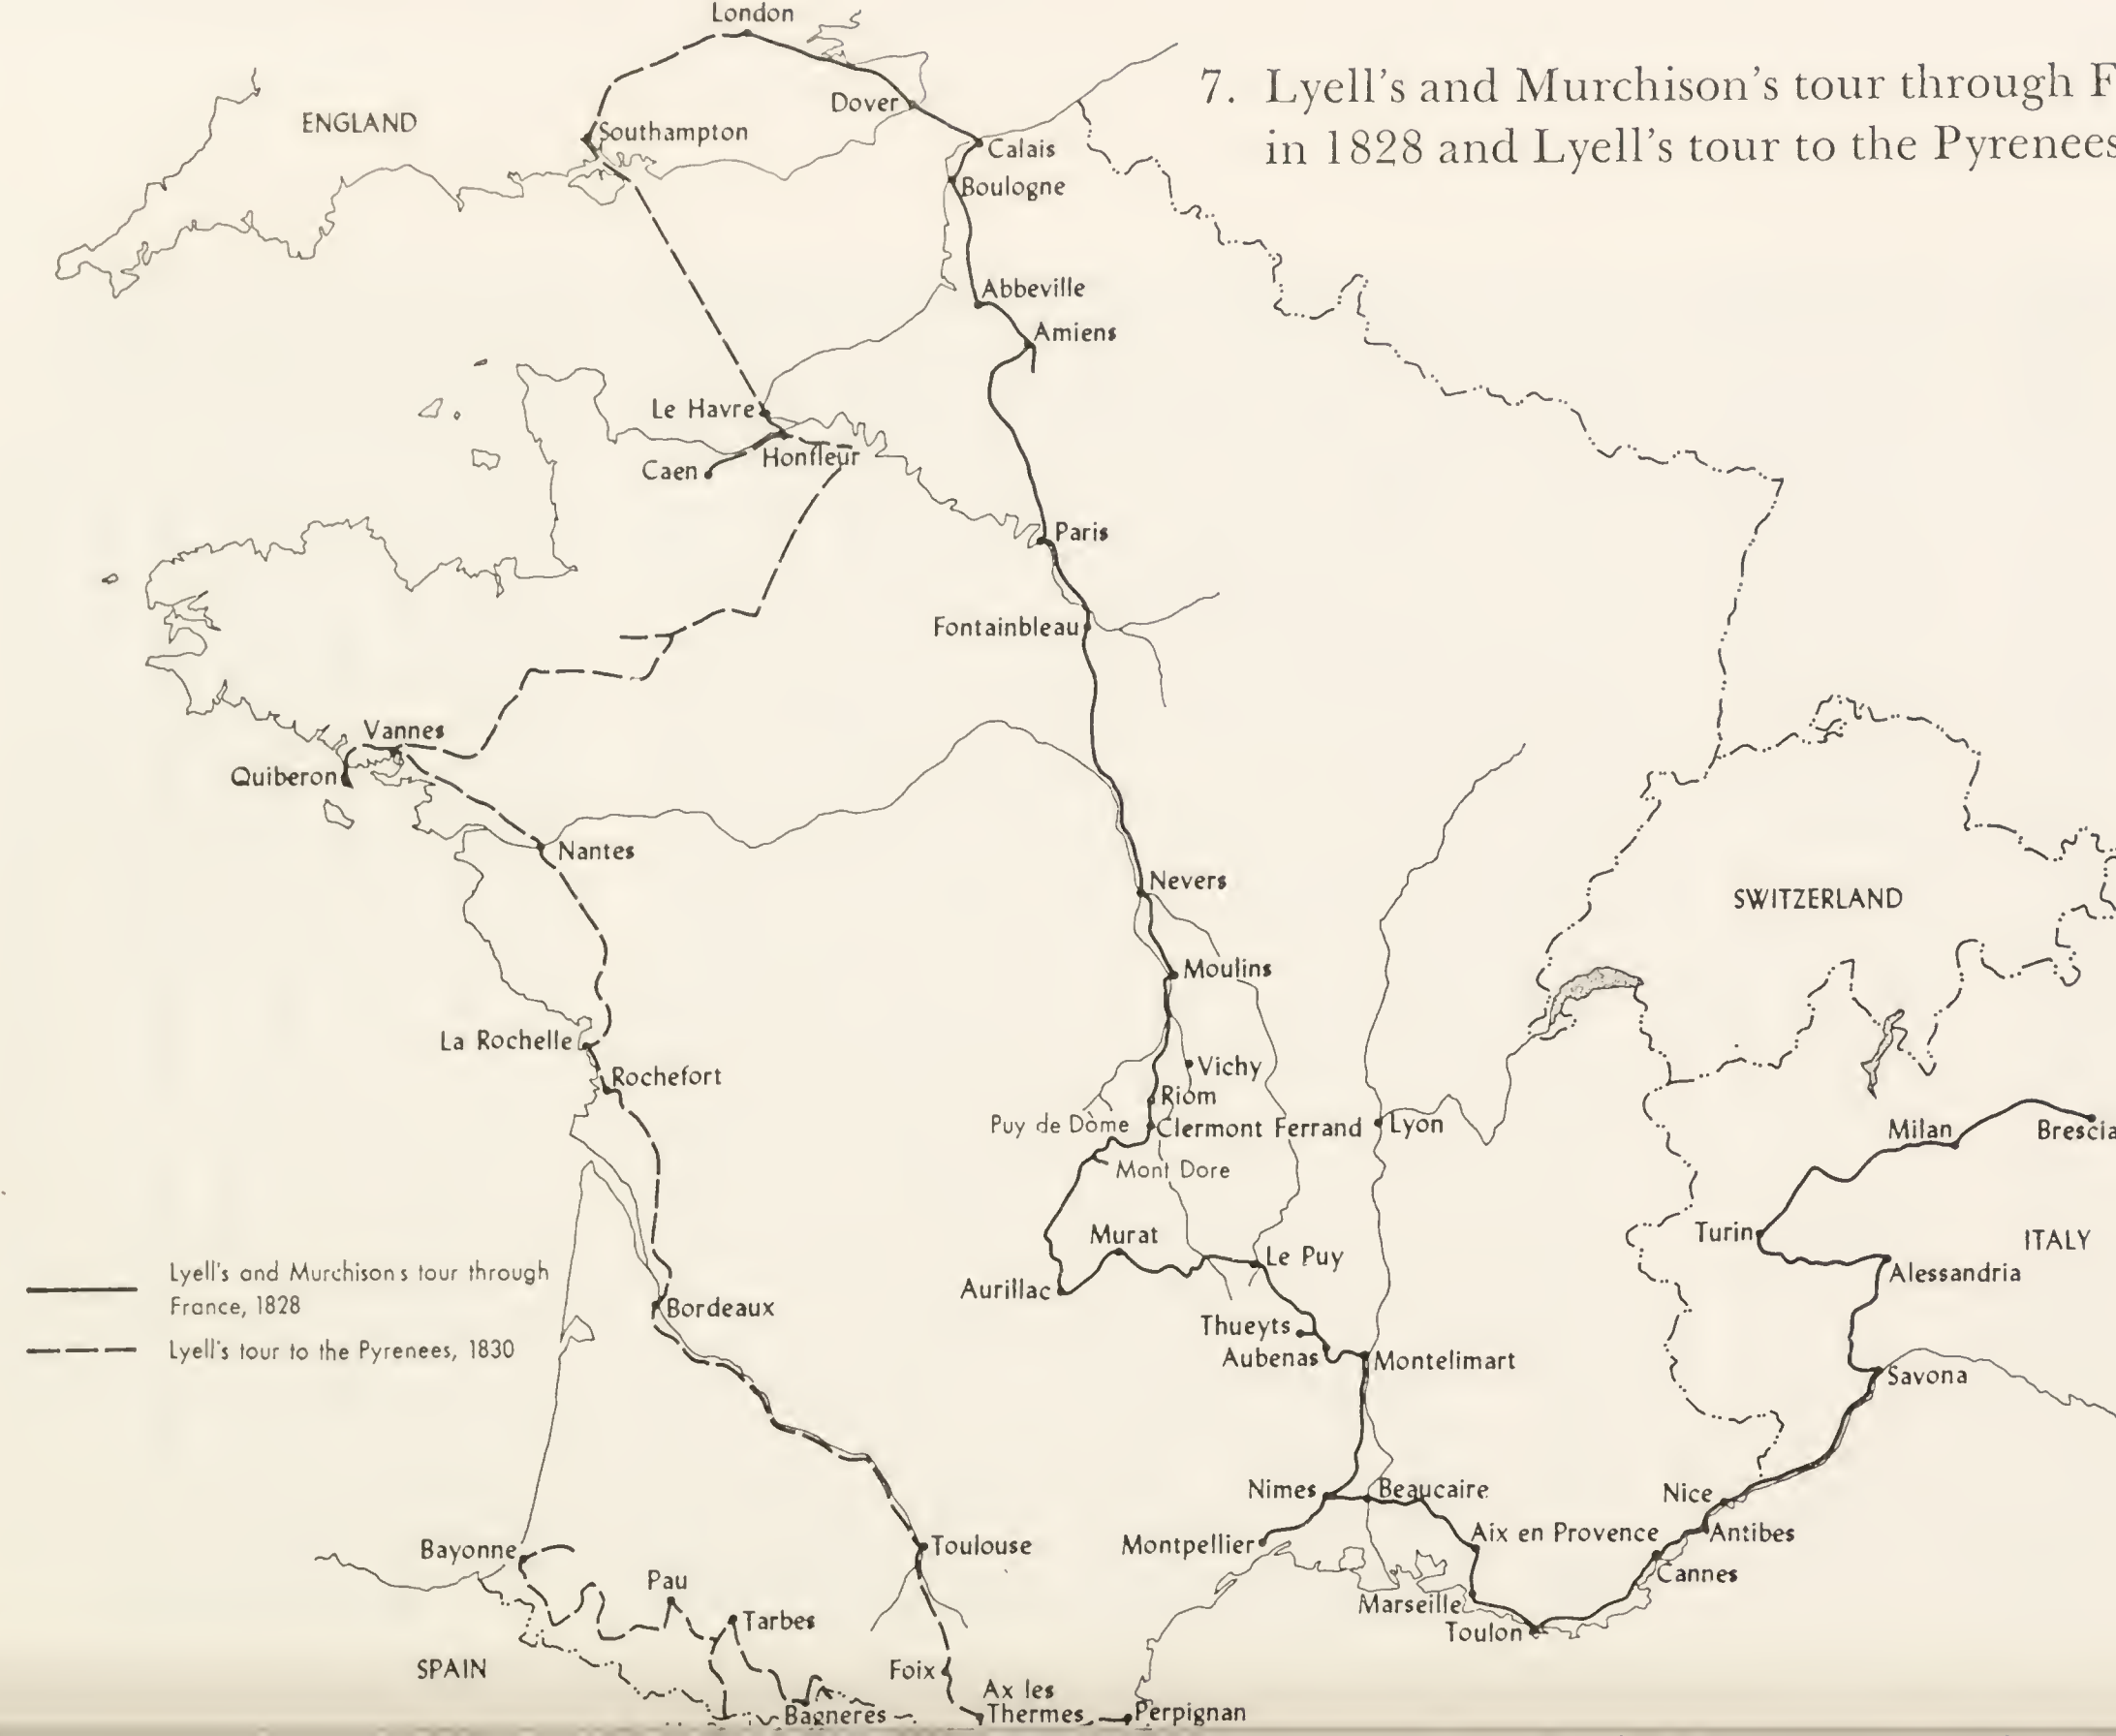 London
7. Lyell's and Murchison's tour through F
in 1828 and Lyell's tour to the Pyrenees
ENGLAND
Dover
Southampton
Calais
Boulogne
Abbeville
Amiens
Le Havre
Honfleur
Caen
Paris
Fontainbleau
Vannes
Quiberon
Nantes
Nevers
SWITZERLAND
Moulins
La Rochelle
Vichy
Rochefort
Riom
Puy de Dôme
Clermont Ferrand
Lyon
Milan
Brescia
Mont Dore
Murat
Turin
ITALY
Le Puy
Alessandria
Aurillac
Lyell's and Murchison's tour through
France, 1828
Bordeaux
Thueyts
Lyell's tour to the Pyrenees, 1830
Aubenas
Montelimart
Savona
Nimes
Beaucaire
Nice
Aix en Provence
Antibes
Montpellier
Toulouse
Bayonne
Cannes
Pau
Marseille
Tarbes
Toulon
SPAIN
Foix
Ax les
Thermes
Bagneres
Perpignan